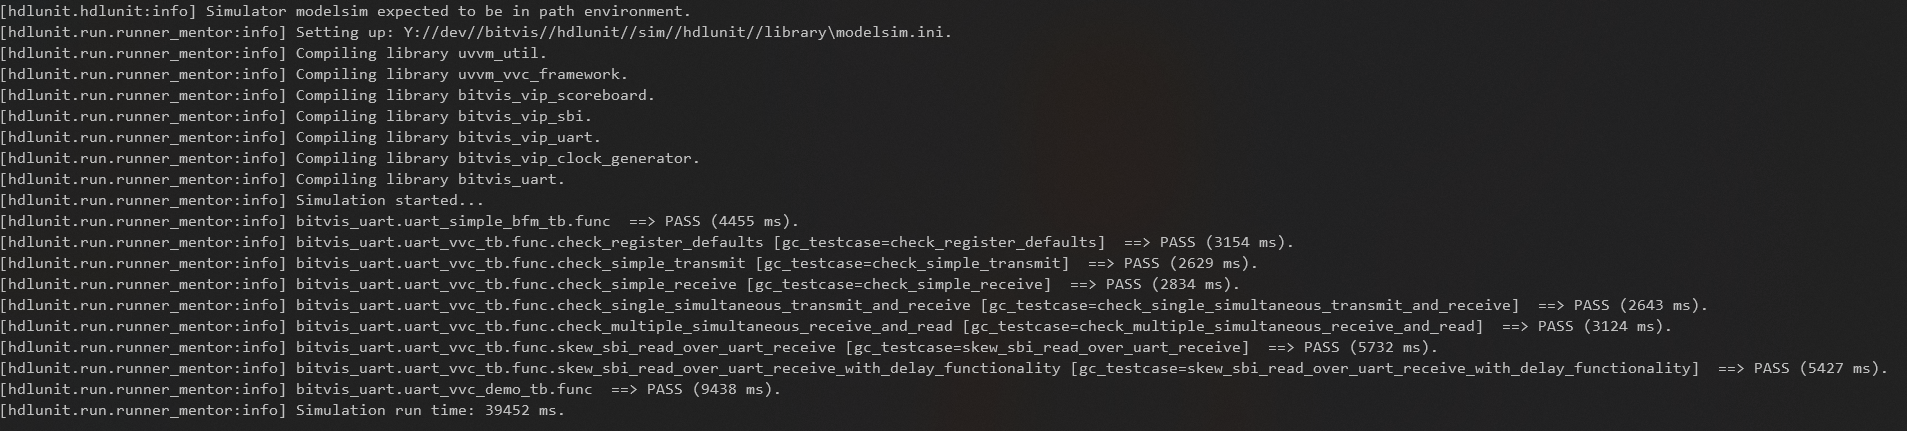 [hdlunit.hdlunit:info] Simulator modelsim expected to be in path environment.
[hdlunit.run.runner_mentor:info] Setting up: Y://dev//bitvis//hdlunit//sim//hdlunit//library\modelsim.ini.
[hdlunit.run.runner_mentor:info] Compiling library uvvm_util.
[hdlunit.run.runner_mentor:info] Compiling library uvvm_vvc_framework.
[hdlunit.run.runner_mentor:info] Compiling library bitvis_vip_scoreboard.
[hdlunit.run.runner_mentor:info] Compiling library bitvis_vip_sbi.
[hdlunit.run.runner_mentor:info] Compiling library bitvis_vip_uart.
[hdlunit.run.runner_mentor:info] Compiling library bitvis_vip_clock_generator.
[hdlunit.run.runner_mentor:info] Compiling library bitvis_uart.
[hdlunit.run.runner_mentor:info] Simulation started...
[hdlunit.run.runner_mentor:info] bitvis_uart.uart_simple_bfm_tb.func  ==> PASS (4455 ms).
[hdlunit.run.runner_mentor:info] bitvis_uart.uart_vvc_tb.func.check_register_defaults [gc_testcase=check_register_defaults]  ==> PASS (3154 ms).
[hdlunit.run.runner_mentor:info] bitvis_uart.uart_vvc_tb.func.check_simple_transmit [gc_testcase=check_simple_transmit]  ==> PASS (2629 ms).
[hdlunit.run.runner_mentor:info] bitvis_uart.uart_vvc_tb.func.check_simple_receive [gc_testcase=check_simple_receive]  ==> PASS (2834 ms).
[hdlunit.run.runner_mentor:info] bitvis_uart.uart_vvc_tb.func.check_single_simultaneous_transmit_and_receive [gc_testcase=check_single_simultaneous_transmit_and_receive]  ==> PASS (2643 ms).
[hdlunit.run.runner_mentor:info] bitvis_uart.uart_vvc_tb.func.check_multiple_simultaneous_receive_and_read [gc_testcase=check_multiple_simultaneous_receive_and_read]  ==> PASS (3124 ms).
[hdlunit.run.runner_mentor:info] bitvis_uart.uart_vvc_tb.func.skew_sbi_read_over_uart_receive [gc_testcase=skew_sbi_read_over_uart_receive]  ==> PASS (5732 ms).
[hdlunit.run.runner_mentor:info] bitvis_uart.uart_vvc_tb.func.skew_sbi_read_over_uart_receive_with_delay_functionality [gc_testcase=skew_sbi_read_over_uart_receive_with_delay_functionality]  ==> PASS (5427 ms).
[hdlunit.run.runner_mentor:info] bitvis_uart.uart_vvc_demo_tb.func  ==> PASS (9438 ms).
[hdlunit.run.runner_mentor:info] Simulation run time: 39452 ms.